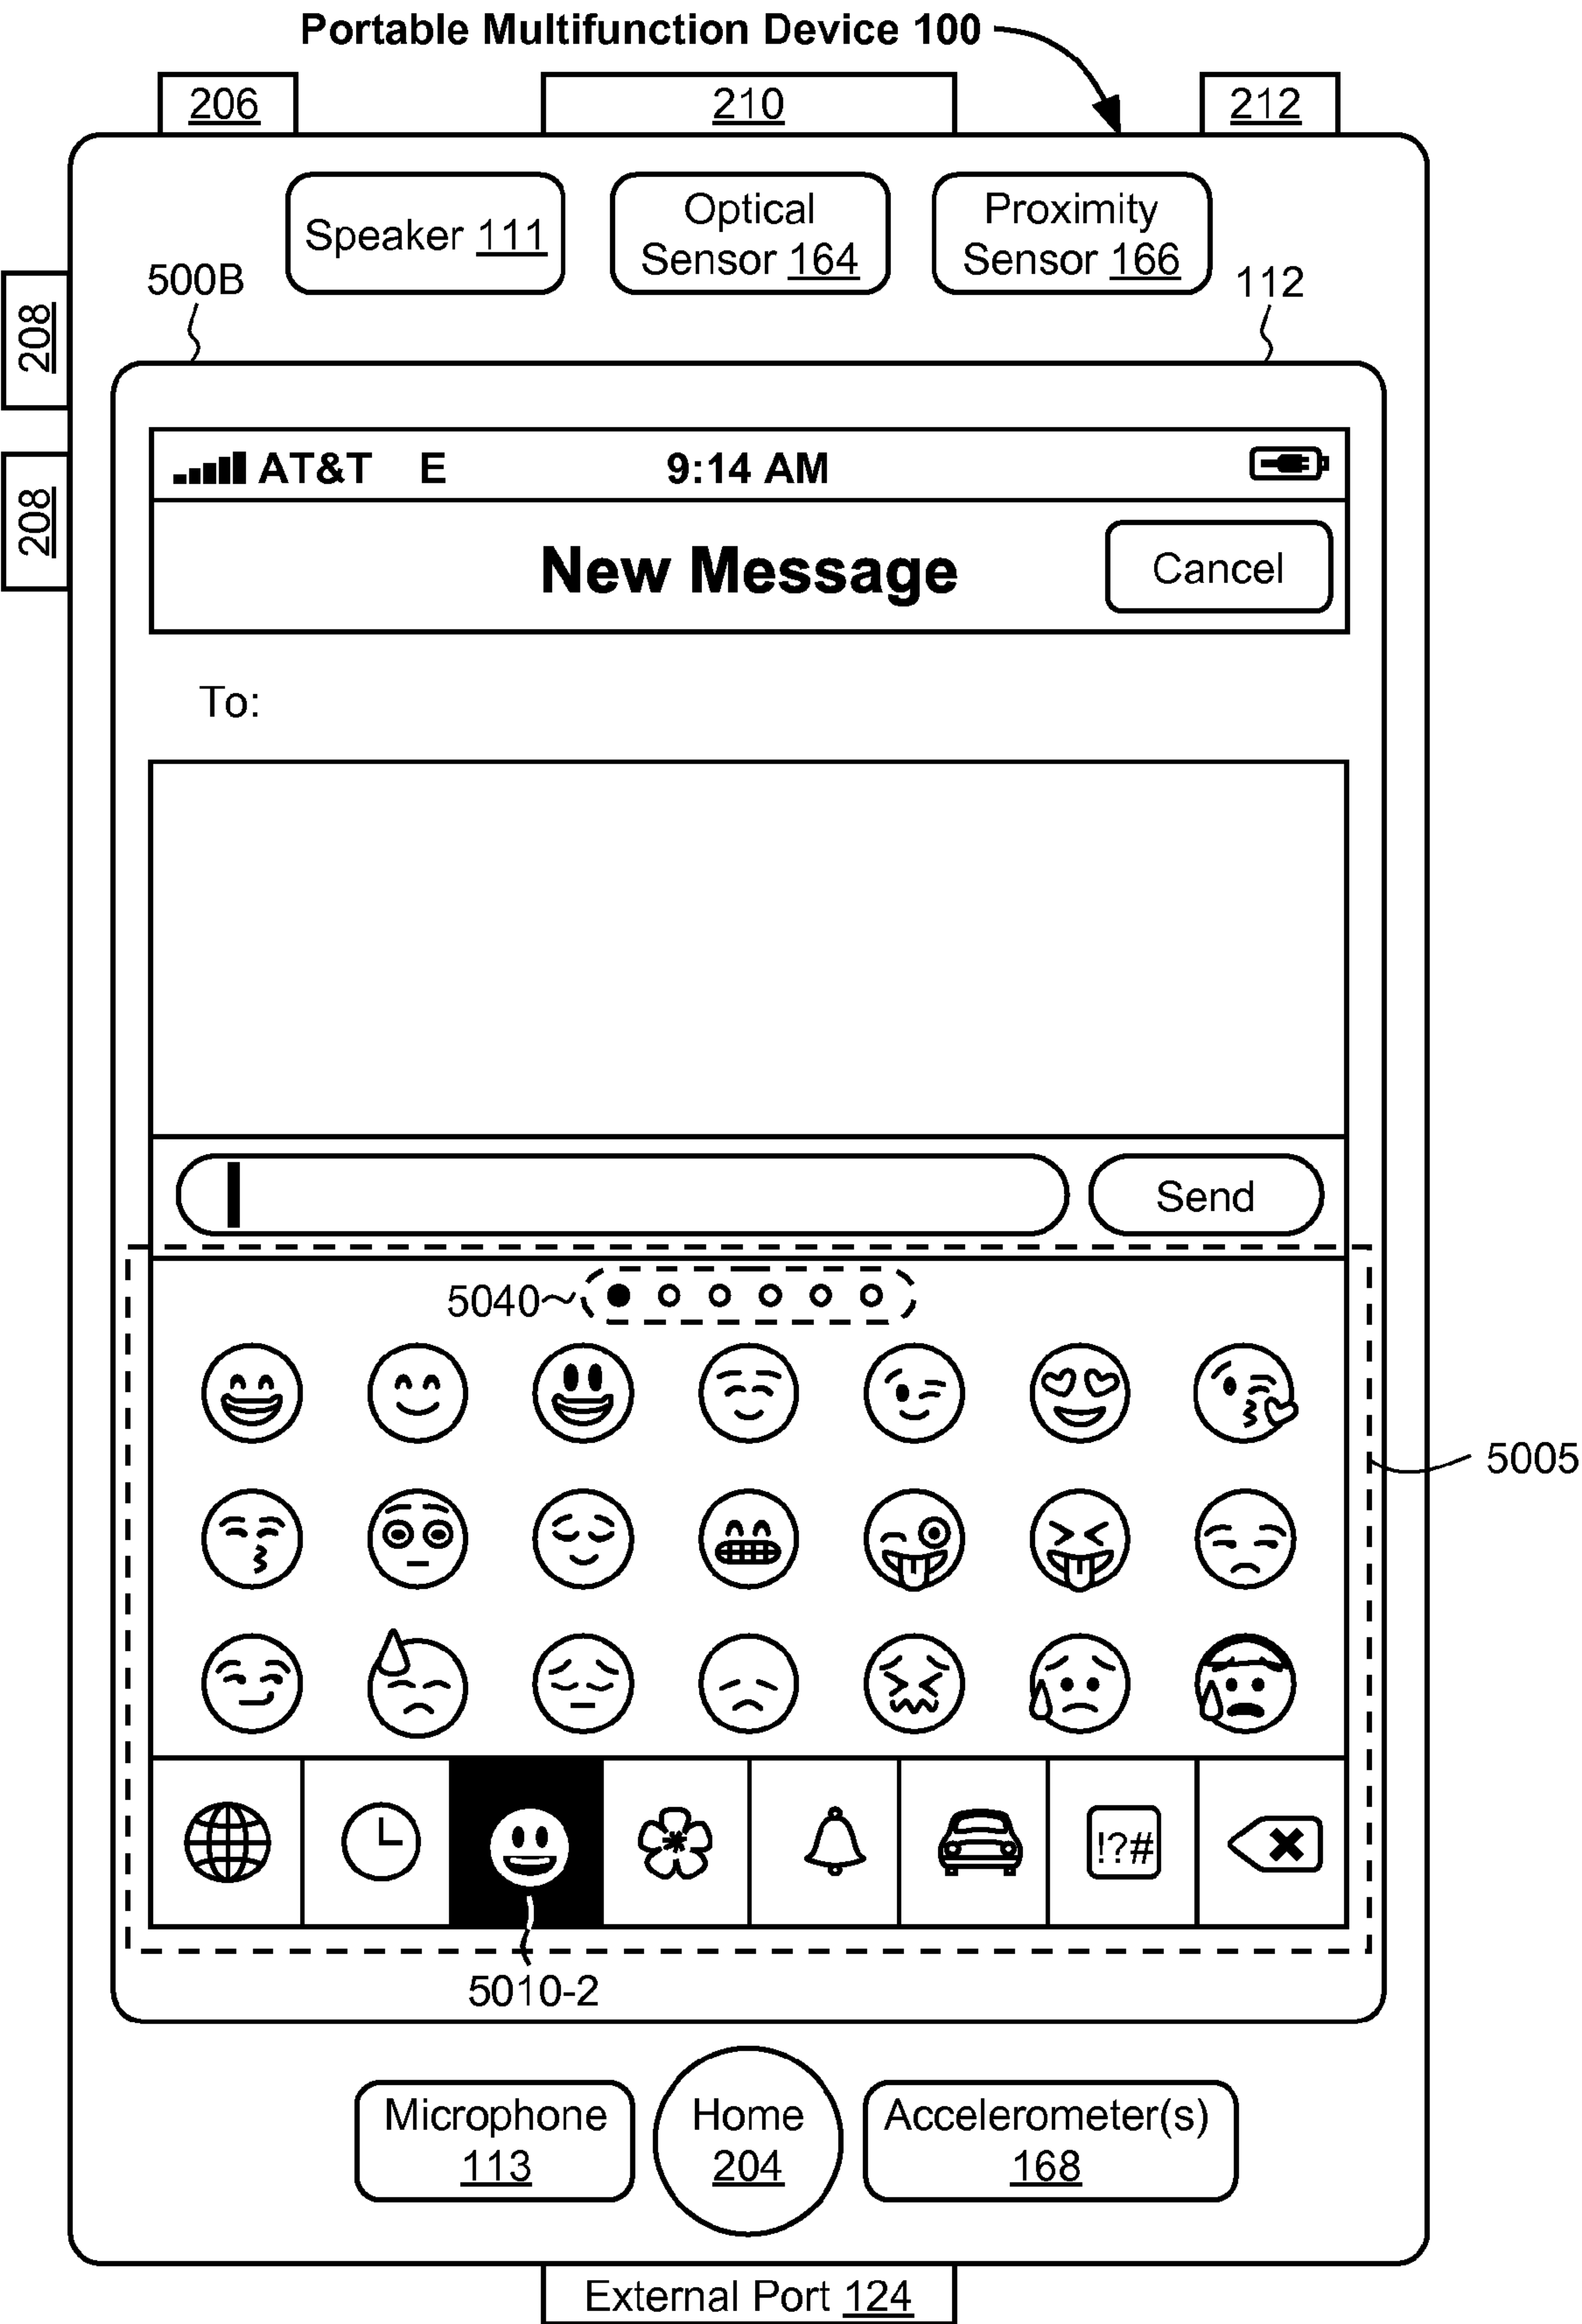 Portable Multifunction Device 100
206
210
212
Speaker 111
Optical
Sensor 164
Proximity
Sensor 166
500B
112
208
208
AT&T E 9:14 AM
New Message
Cancel
To:
Send
5040
5005
!?#
5010-2
Microphone
113
Home
204
Accelerometer(s)
168
External Port 124